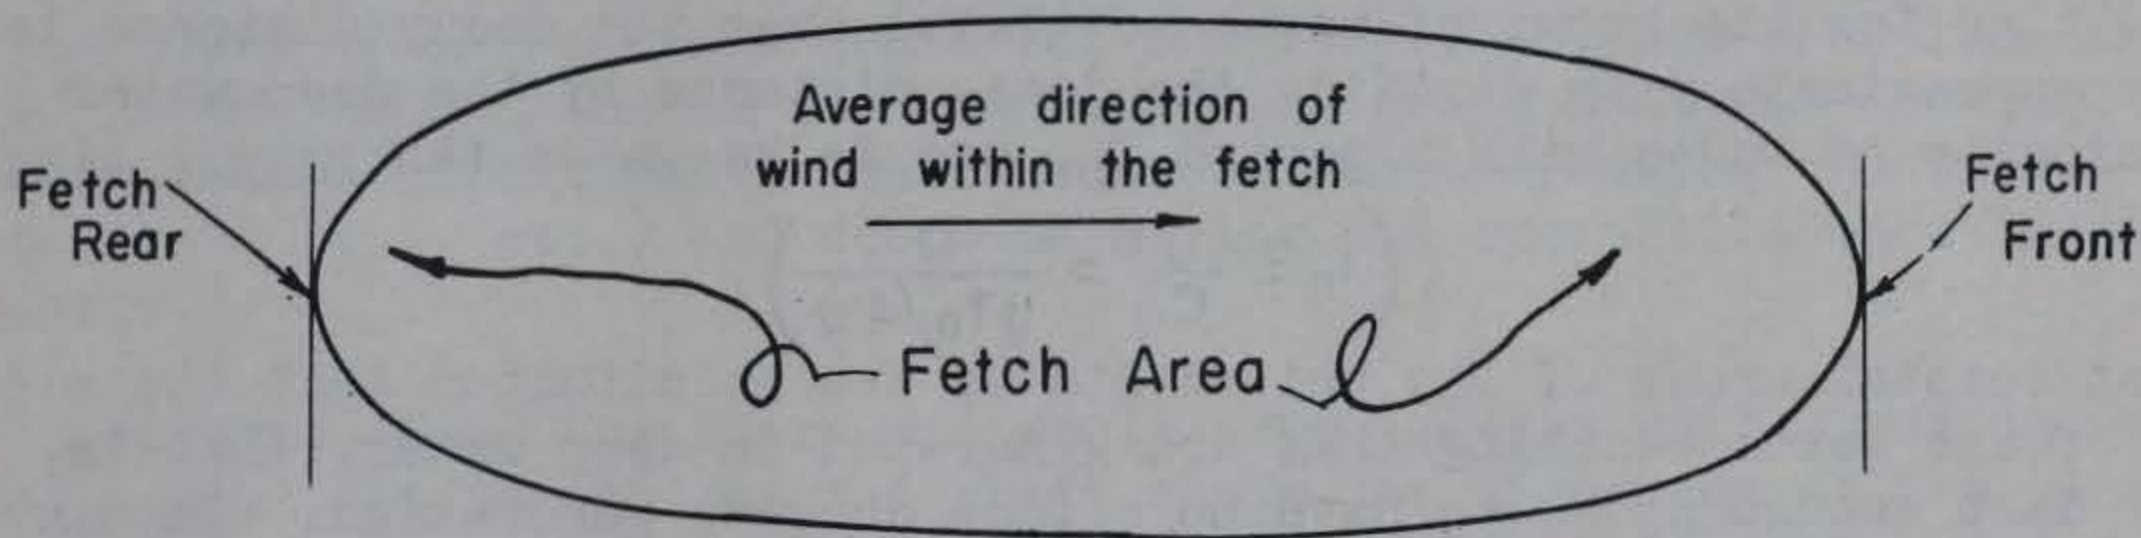 Average direction of
wind within the fetch
Fetch
Rear
Fetch
Front
Fetch Area